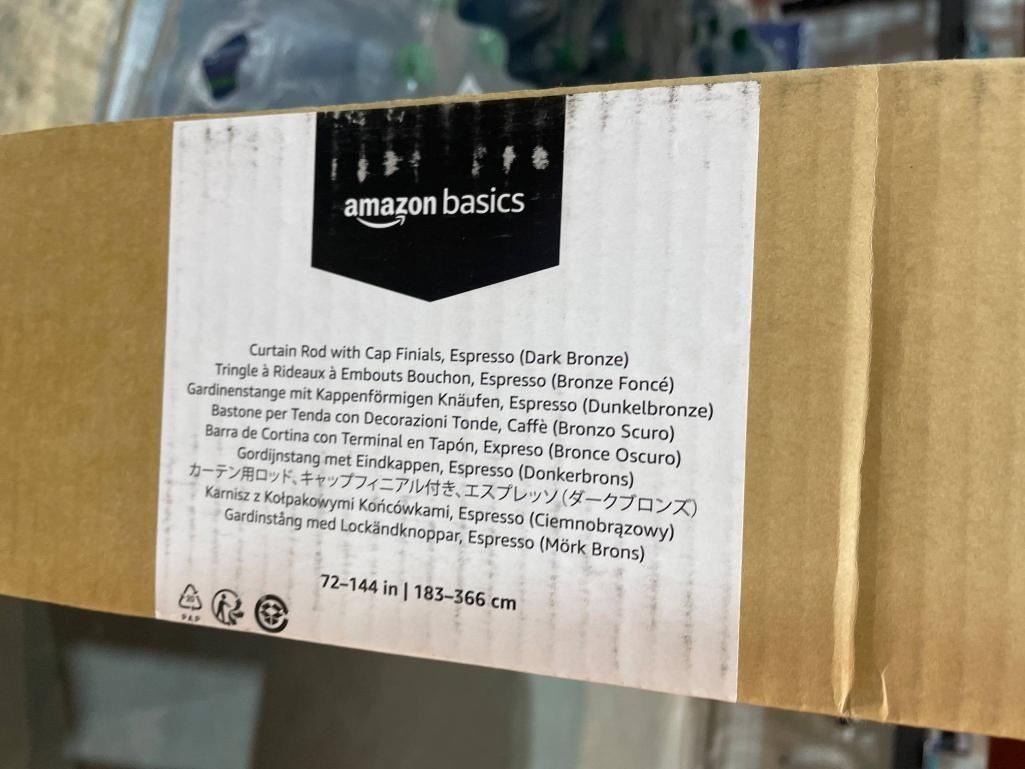 amazon basics
Curtain Rod with Cap Finials, Espresso (Dark Bronze)
Tringle à Rideaux à Embouts Bouchon, Espresso (Bronze Foncé)
Gardinenstange mit Kappenförmigen Knäufen, Espresso (Dunkelbronze)
Bastone per Tenda con Decorazioni Tonde, Caffè (Bronzo Scuro)
Barra de Cortina con Terminal en Tapón, Expreso (Bronce Oscuro)
Gordijnstang met Eindkappen, Espresso (Donkerbrons)
カーテン用ロッド、キャップフィニアル付き、エスプレッソ（ダークブロンズ）
Karnisz z Kołpakowymi Końcówkami, Espresso (Ciemnobrązowy)
Gardinstång med Lockändknoppar, Espresso (Mörk Brons)
72–144 in | 183–366 cm
20
PAP